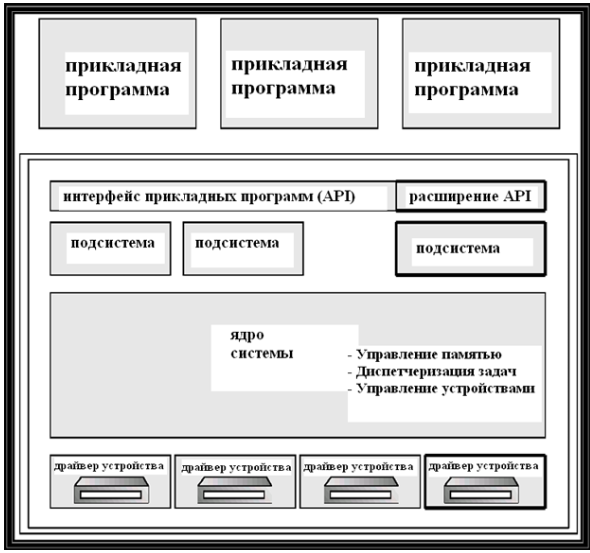 прикладная
программа
прикладная
программа
прикладная
программа
интерфейс прикладных программ (API)
расширение API
подсистема
подсистема
подсистема
ядро
системы
- Управление памятью
- Диспетчеризация задач
- Управление устройствами
драйвер устройства
драйвер устройства
драйвер устройства
драйвер устройства